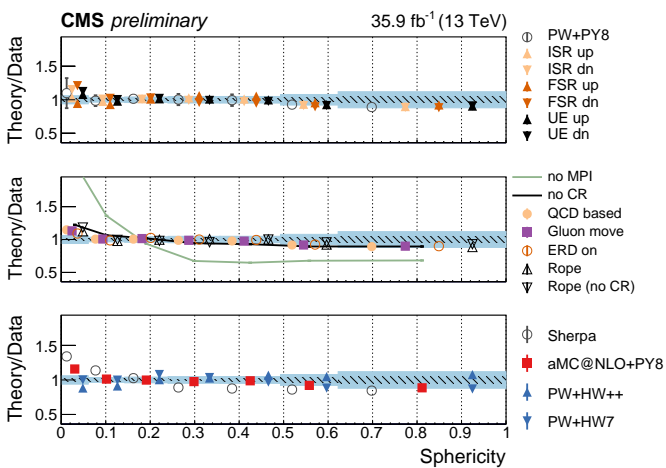 CMS preliminary 35.9 fb-1 (13 TeV)
Theory/Data
1.5
1
0.5
PW+PY8
ISR up
ISR dn
FSR up
FSR dn
UE up
UE dn
Theory/Data
1.5
1
0.5
no MPI
no CR
QCD based
Gluon move
ERD on
Rope
Rope (no CR)
Theory/Data
1.5
1
0.5
Sherpa
aMC@NLO+PY8
PW+HW++
PW+HW7
0 0.1 0.2 0.3 0.4 0.5 0.6 0.7 0.8 0.9 1
Sphericity